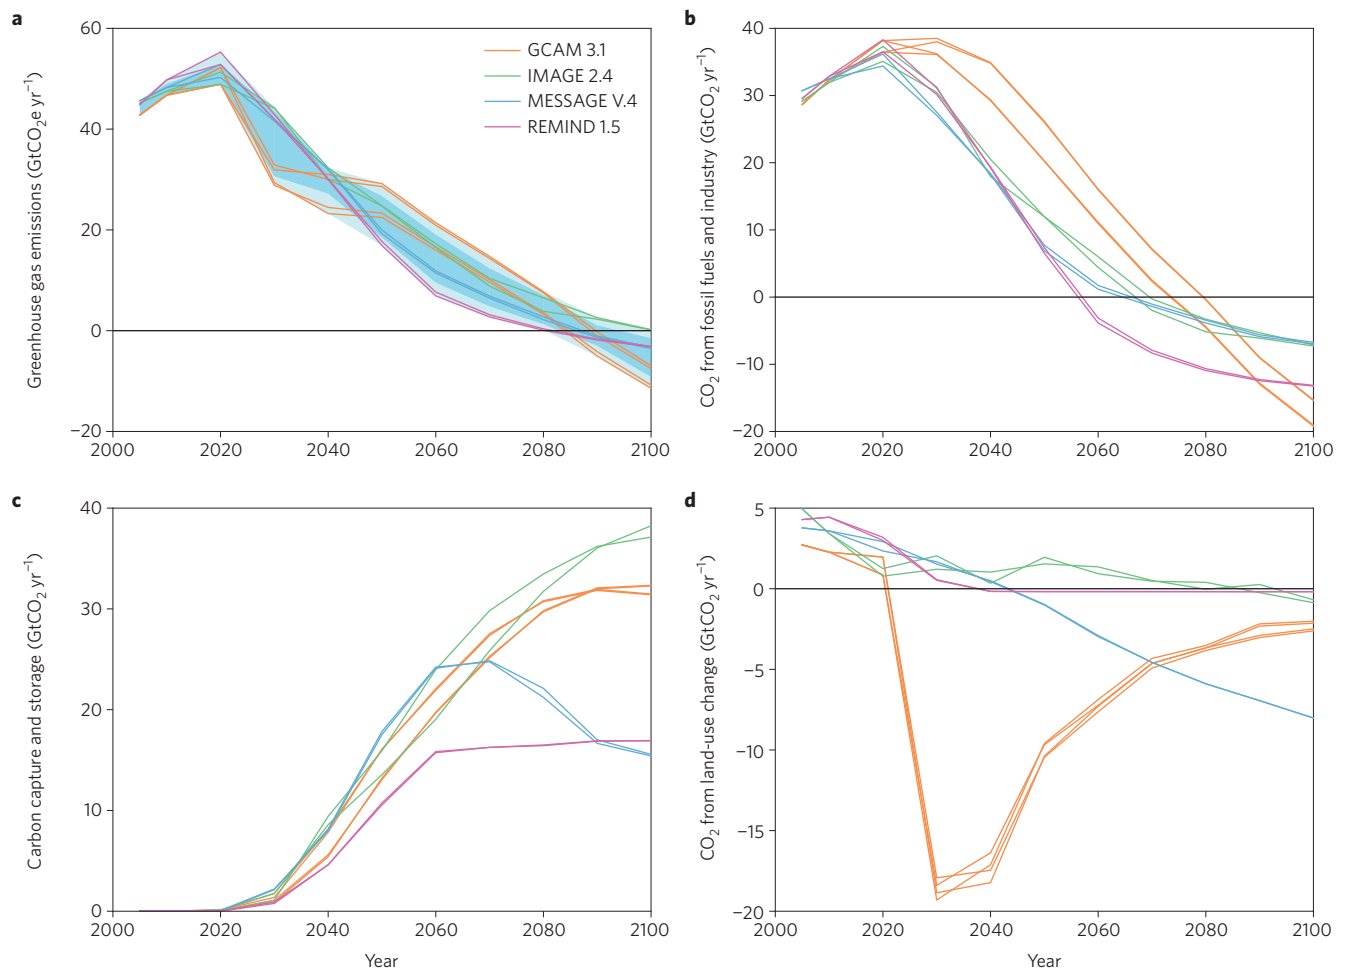 a
Greenhouse gas emissions (GtCO₂e yr⁻¹)
60
40
20
0
−20
2000 2020 2040 2060 2080 2100
GCAM 3.1
IMAGE 2.4
MESSAGE V.4
REMIND 1.5
b
CO₂ from fossil fuels and industry (GtCO₂ yr⁻¹)
40
30
20
10
0
−10
−20
2000 2020 2040 2060 2080 2100
c
Carbon capture and storage (GtCO₂ yr⁻¹)
40
30
20
10
0
2000 2020 2040 2060 2080 2100
Year
d
CO₂ from land-use change (GtCO₂ yr⁻¹)
5
0
−5
−10
−15
−20
2000 2020 2040 2060 2080 2100
Year